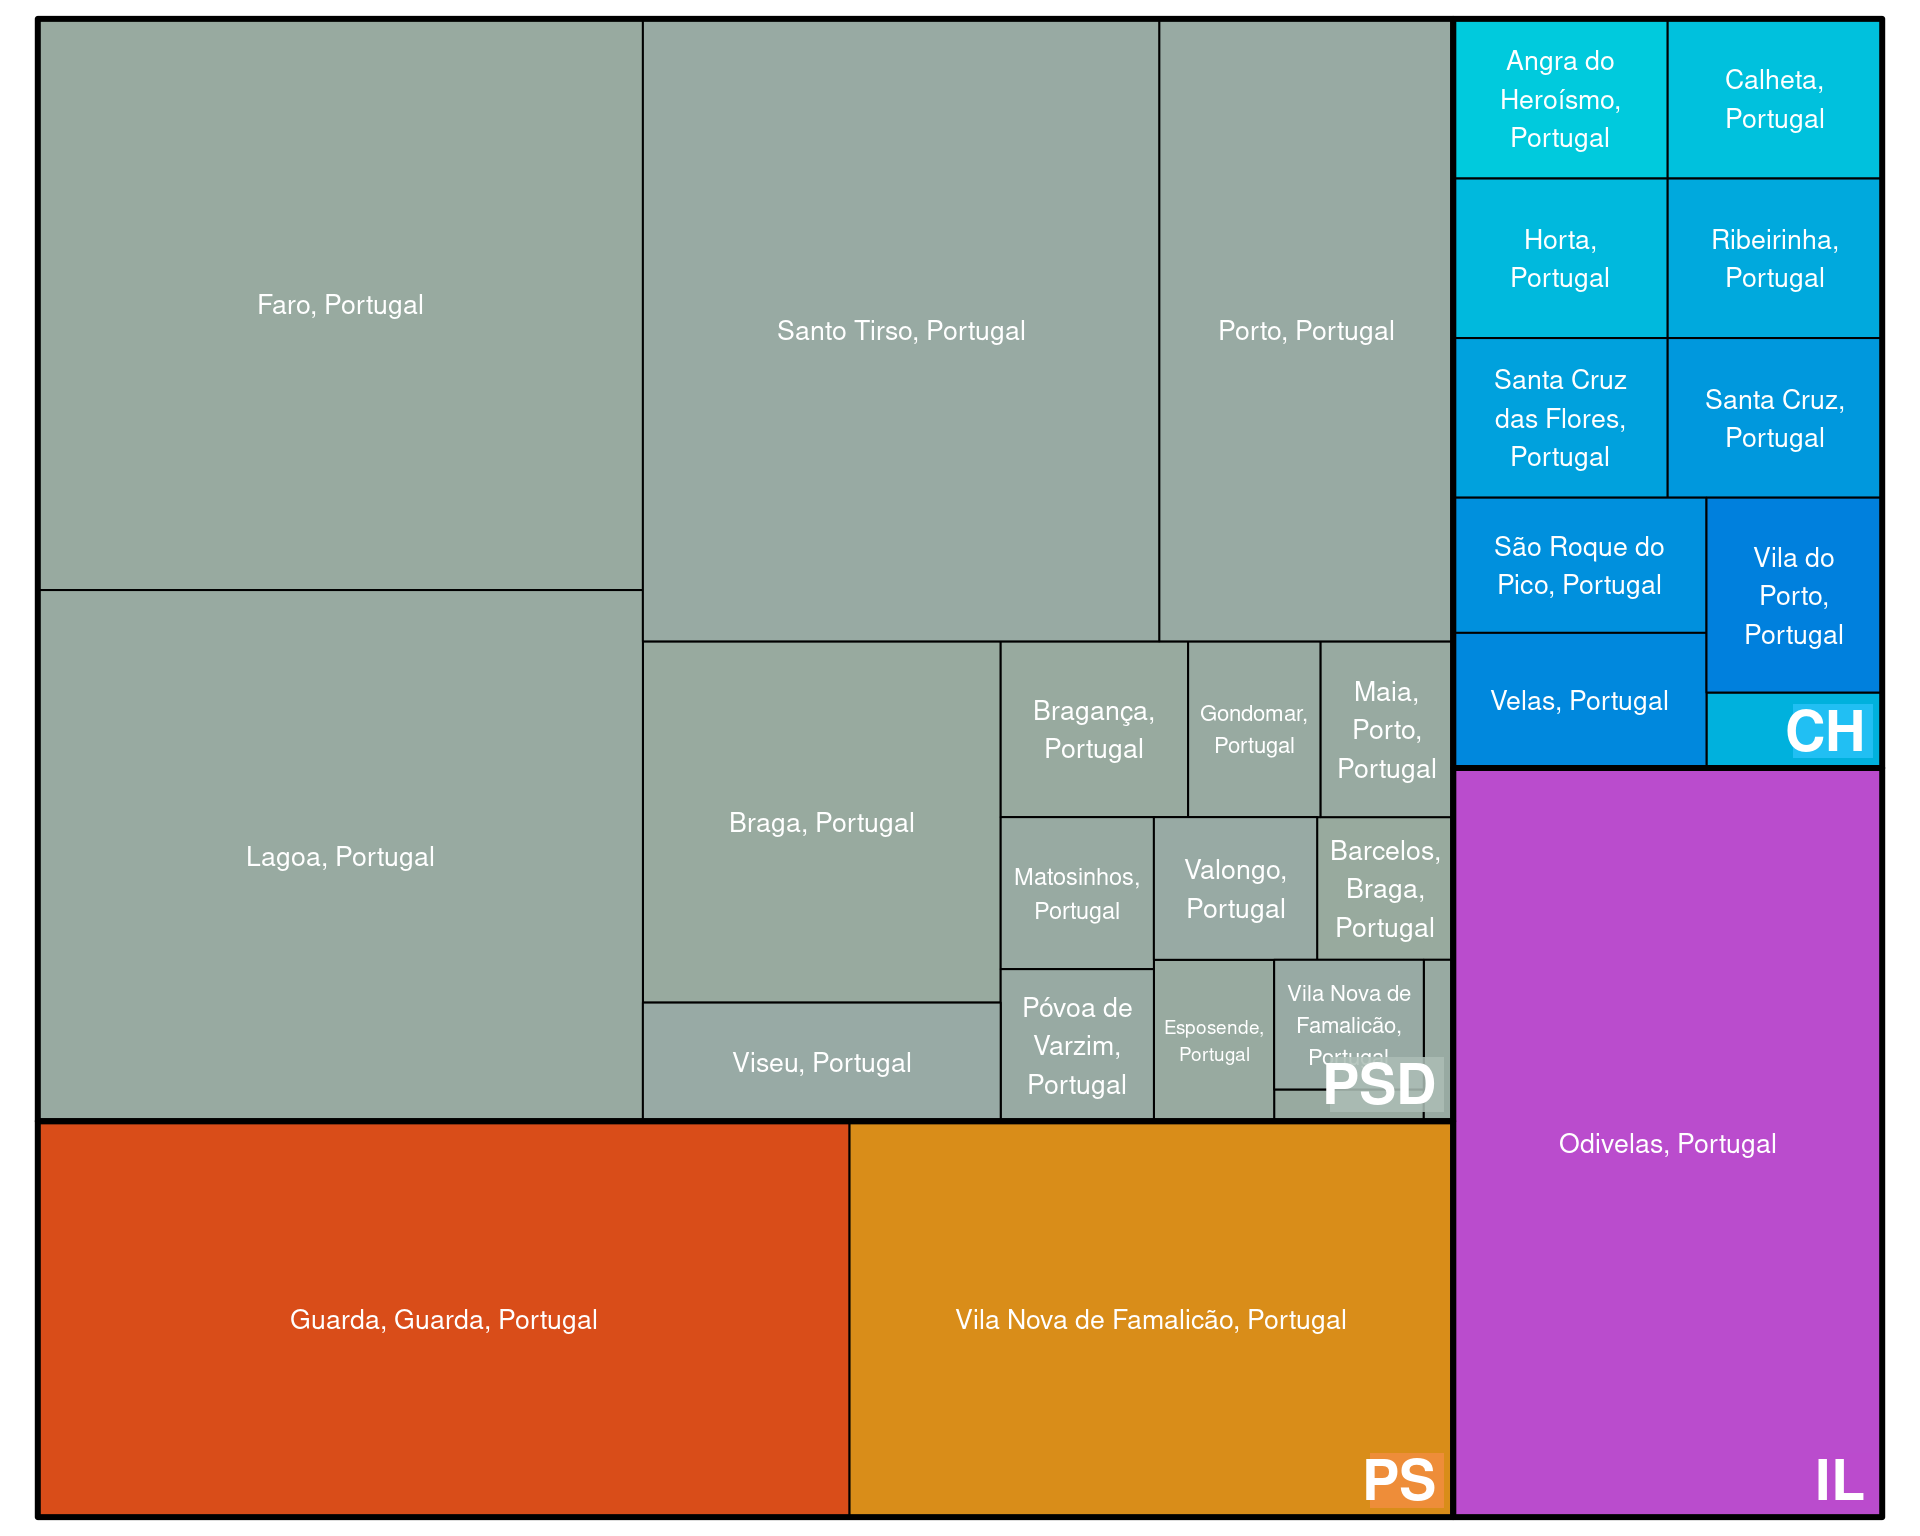 Faro, Portugal
Santo Tirso, Portugal
Porto, Portugal
Lagoa, Portugal
Braga, Portugal
Viseu, Portugal
Bragança,
Portugal
Gondomar,
Portugal
Maia,
Porto,
Portugal
Matosinhos,
Portugal
Valongo,
Portugal
Barcelos,
Braga,
Portugal
Póvoa de
Varzim,
Portugal
Esposende,
Portugal
Vila Nova de
Famalicão,
Portugal
PSD
Guarda, Guarda, Portugal
Vila Nova de Famalicão, Portugal
PS
Angra do
Heroísmo,
Portugal
Calheta,
Portugal
Horta,
Portugal
Ribeirinha,
Portugal
Santa Cruz
das Flores,
Portugal
Santa Cruz,
Portugal
São Roque do
Pico, Portugal
Vila do
Porto,
Portugal
Velas, Portugal
CH
Odivelas, Portugal
IL